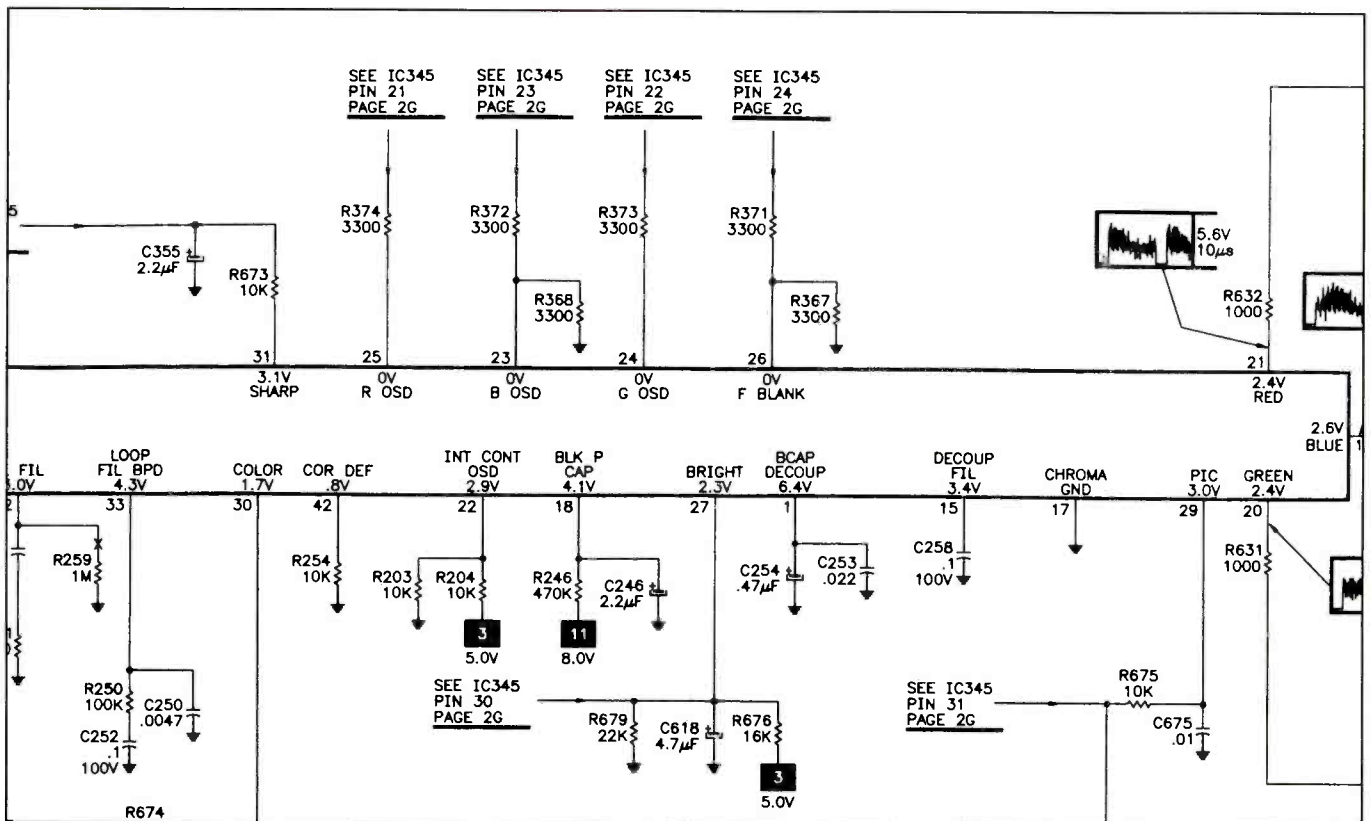 SEE IC345
PIN 21
PAGE 2G
SEE IC345
PIN 23
PAGE 2G
SEE IC345
PIN 22
PAGE 2G
SEE IC345
PIN 24
PAGE 2G
5
C355
2.2µF
+
R673
10K
R374
3300
R372
3300
R368
3300
R373
3300
R371
3300
R367
3300
5.6V
10µs
R632
1000
31
25
23
24
26
21
3.1V
SHARP
0V
R OSD
0V
B OSD
0V
G OSD
0V
F BLANK
2.4V
RED
2.6V
BLUE
1
FIL
.0V
LOOP
FIL BPD
4.3V
COLOR
1.7V
COR DEF
.8V
INT CONT
OSD
2.9V
BLK P
CAP
4.1V
BRIGHT
2.3V
BCAP
DECOUP
6.4V
DECOUP
FIL
3.4V
CHROMA
GND
PIC
3.0V
GREEN
2.4V
2
33
30
42
22
18
27
1
15
17
29
20
R259
1M
R254
10K
R203
10K
R204
10K
3
5.0V
R246
470K
11
8.0V
C246
2.2µF
+
C254
.47µF
+
C253
.022
C258
.1
100V
R631
1000
R250
100K
C250
.0047
C252
.1
100V
SEE IC345
PIN 30
PAGE 2G
R679
22K
C618
4.7µF
+
R676
16K
3
5.0V
SEE IC345
PIN 31
PAGE 2G
R675
10K
C675
.01
R674